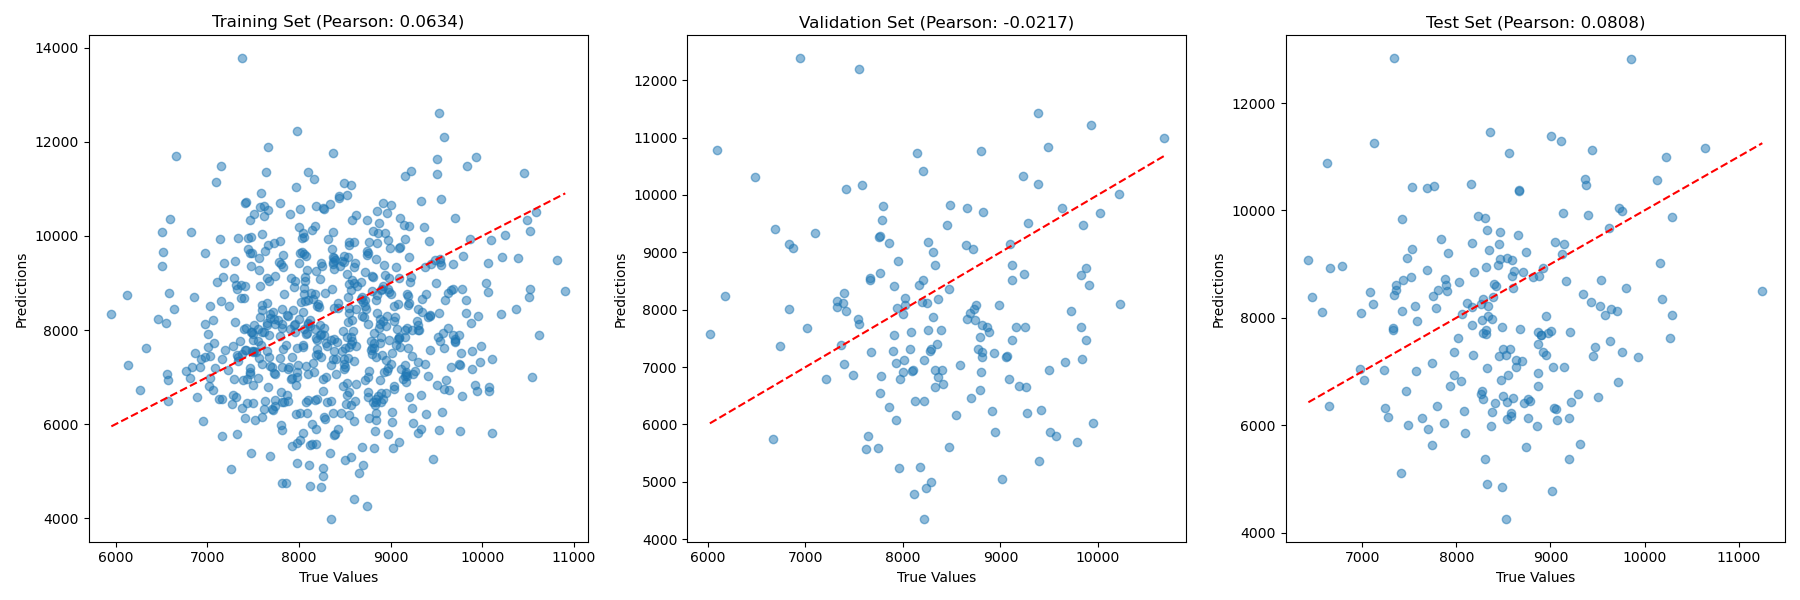 Training Set (Pearson: 0.0634)
14000
12000
10000
8000
6000
4000
Predictions
6000 7000 8000 9000 10000 11000
True Values
Validation Set (Pearson: -0.0217)
12000
11000
10000
9000
8000
7000
6000
5000
4000
Predictions
6000 7000 8000 9000 10000
True Values
Test Set (Pearson: 0.0808)
12000
10000
8000
6000
4000
Predictions
7000 8000 9000 10000 11000
True Values